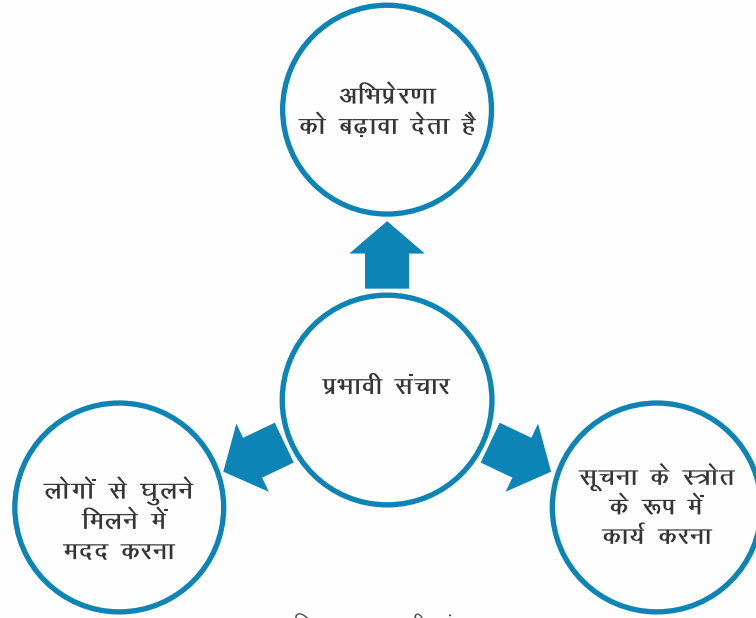 अभिप्रेरणा
को बढ़ावा देता है
प्रभावी संचार
लोगों से घुलने
मिलने में
मदद करना
सूचना के स्त्रोत
के रूप में
कार्य करना